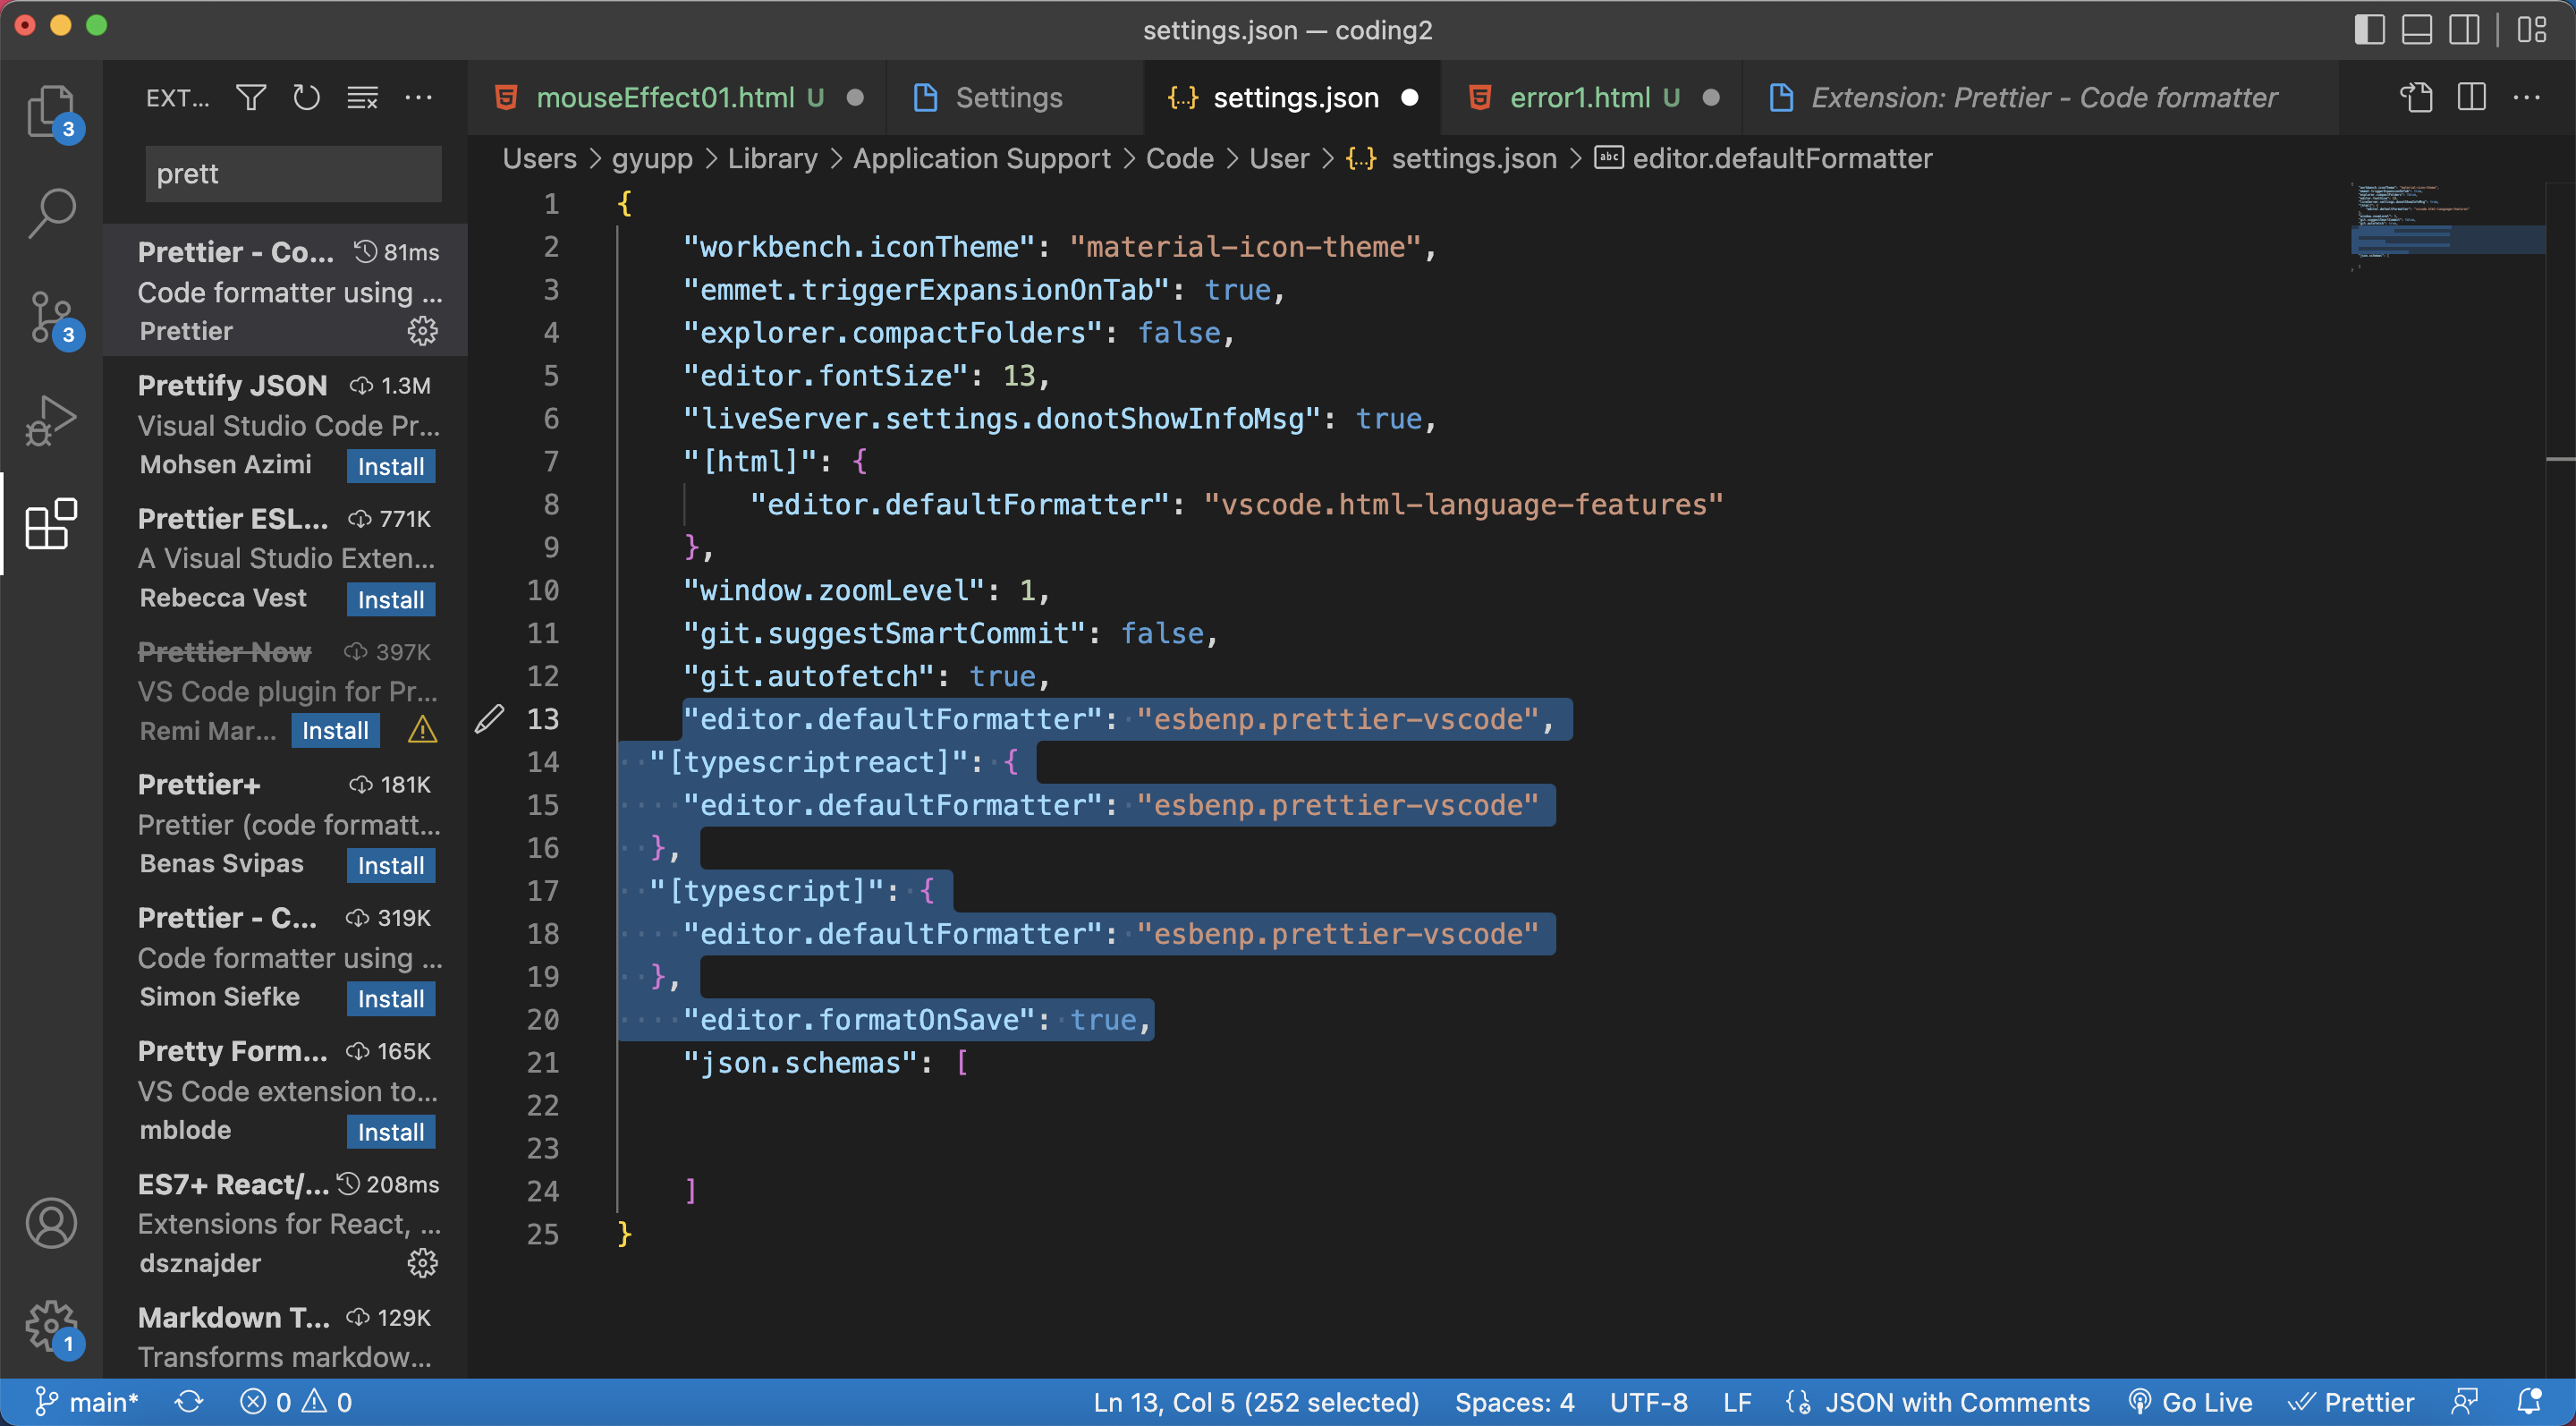 settings.json — coding2
EXT...
mouseEffect01.html U
Settings
{..} settings.json
error1.html U
Extension: Prettier - Code formatter
prett
Users > gyupp > Library > Application Support > Code > User > {..} settings.json > abc editor.defaultFormatter
Prettier - Co... 81ms
Code formatter using ...
Prettier
Prettify JSON 1.3M
Visual Studio Code Pr...
Mohsen Azimi Install
Prettier ESL... 771K
A Visual Studio Exten...
Rebecca Vest Install
Prettier Now 397K
VS Code plugin for Pr...
Remi Mar... Install
Prettier+ 181K
Prettier (code formatt...
Benas Svipas Install
Prettier - C... 319K
Code formatter using ...
Simon Siefke Install
Pretty Form... 165K
VS Code extension to...
mblode Install
ES7+ React/... 208ms
Extensions for React, ...
dsznajder
Markdown T... 129K
Transforms markdow...
3
3
1
1 {
2 "workbench.iconTheme": "material-icon-theme",
3 "emmet.triggerExpansionOnTab": true,
4 "explorer.compactFolders": false,
5 "editor.fontSize": 13,
6 "liveServer.settings.donotShowInfoMsg": true,
7 "[html]": {
8 "editor.defaultFormatter": "vscode.html-language-features"
9 },
10 "window.zoomLevel": 1,
11 "git.suggestSmartCommit": false,
12 "git.autofetch": true,
13 "editor.defaultFormatter": "esbenp.prettier-vscode",
14 "[typescriptreact]": {
15 "editor.defaultFormatter": "esbenp.prettier-vscode"
16 },
17 "[typescript]": {
18 "editor.defaultFormatter": "esbenp.prettier-vscode"
19 },
20 "editor.formatOnSave": true,
21 "json.schemas": [
22
23
24 ]
25 }
main* 0 0 Ln 13, Col 5 (252 selected) Spaces: 4 UTF-8 LF JSON with Comments Go Live Prettier